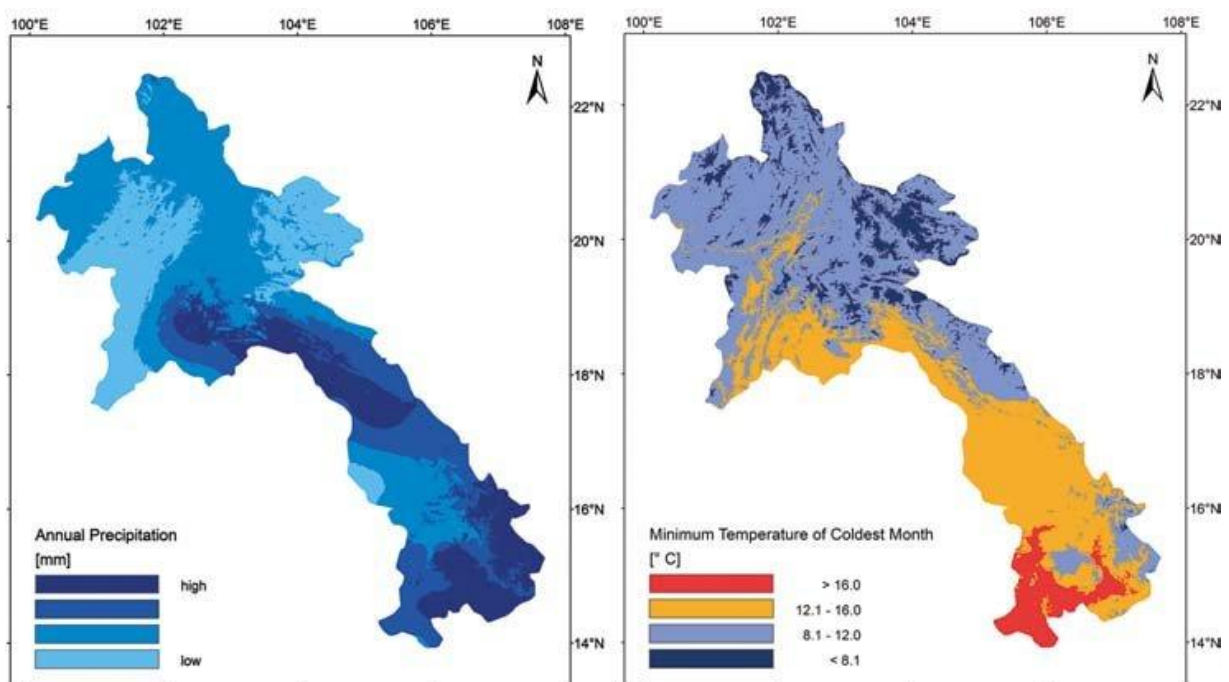 100°E 102°E 104°E 106°E 108°E
N
22°N
20°N
18°N
16°N
14°N
Annual Precipitation
[mm]
high
low
100°E 102°E 104°E 106°E 108°E
N
22°N
20°N
18°N
16°N
14°N
Minimum Temperature of Coldest Month
[° C]
> 16.0
12.1 - 16.0
8.1 - 12.0
< 8.1